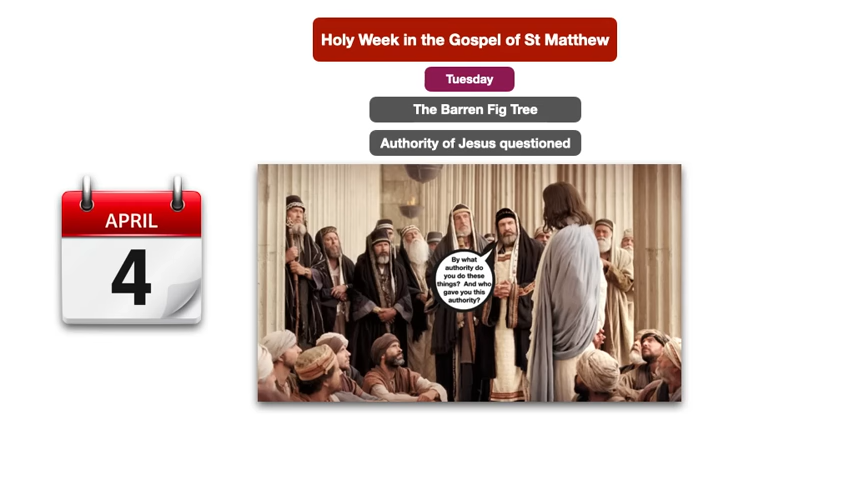 Holy Week in the Gospel of St Matthew
Tuesday
The Barren Fig Tree
Authority of Jesus questioned
APRIL
4
By what
authority do
you do these
things? And who
gave you this
authority?